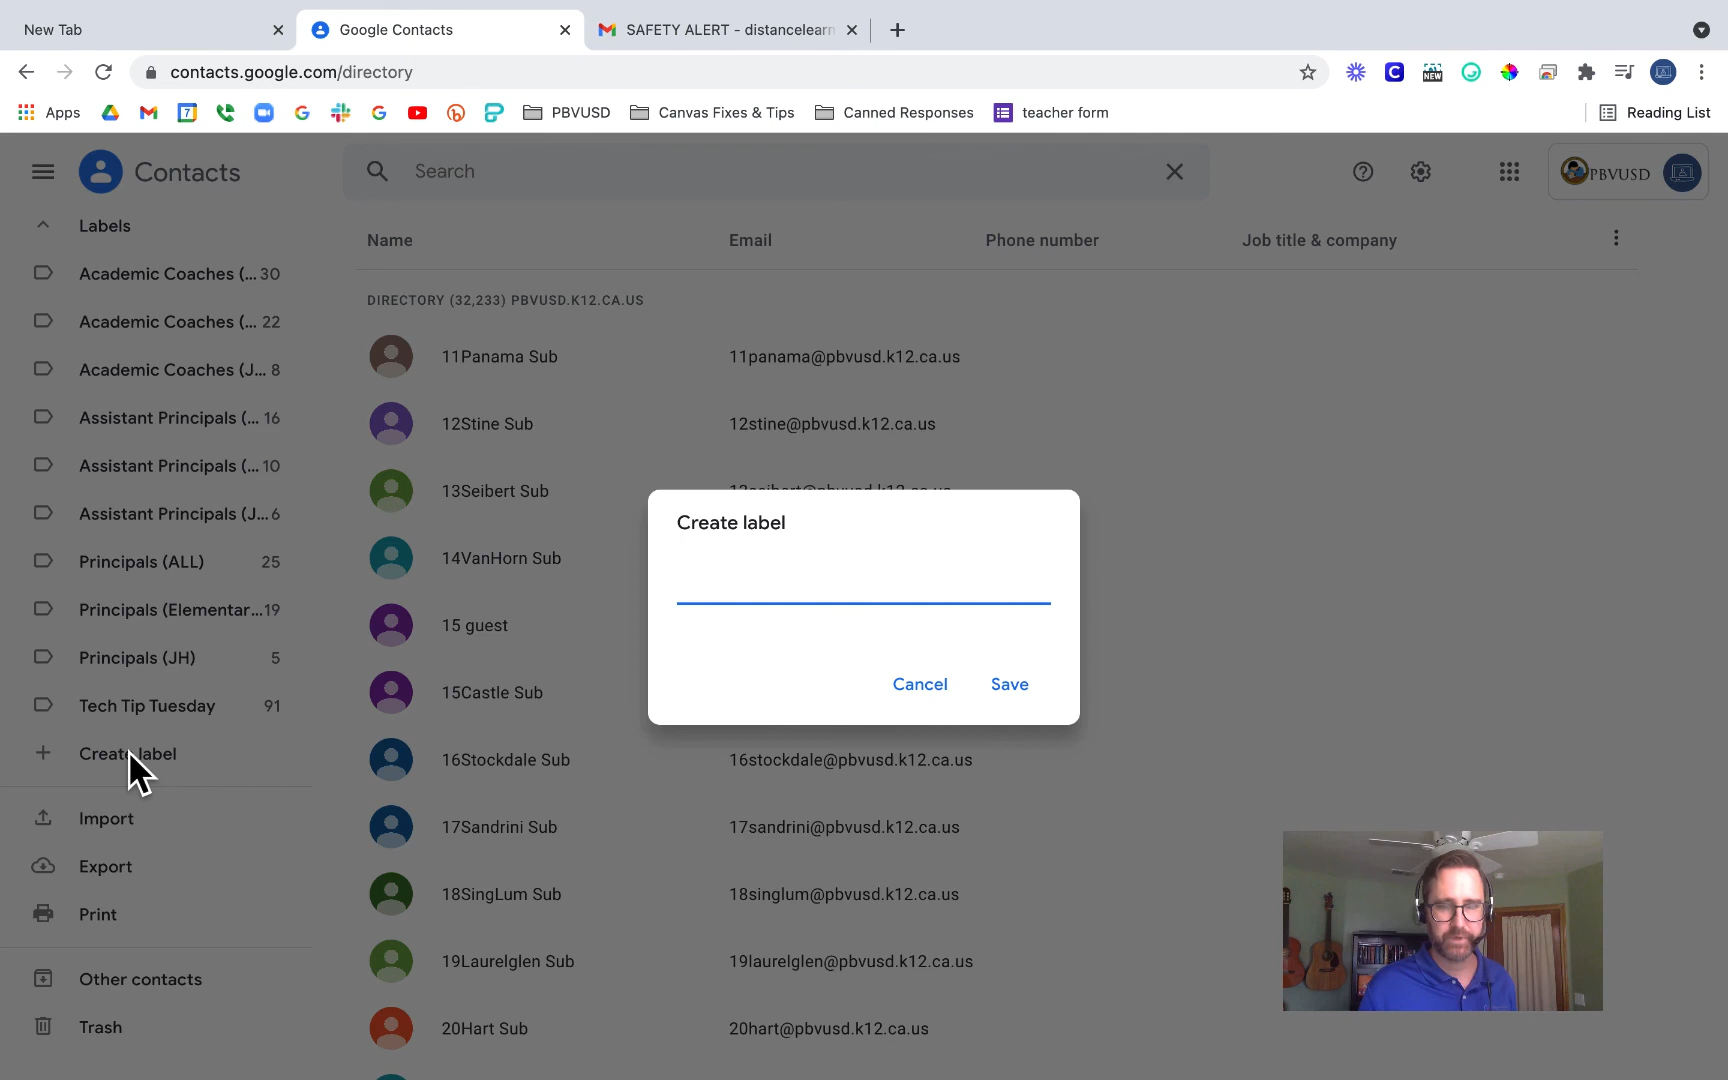 New Tab
Google Contacts
SAFETY ALERT - distancelearn
contacts.google.com/directory
NEW
Apps
7
PBVUSD
Canvas Fixes & Tips
Canned Responses
teacher form
Reading List
Contacts
Search
PBVUSD
Labels
Academic Coaches (... 30
Academic Coaches (... 22
Academic Coaches (J... 8
Assistant Principals (... 16
Assistant Principals (... 10
Assistant Principals (J... 6
Principals (ALL) 25
Principals (Elementar... 19
Principals (JH) 5
Tech Tip Tuesday 91
Create label
Import
Export
Print
Other contacts
Trash
Name Email Phone number Job title & company
DIRECTORY (32,233) PBVUSD.K12.CA.US
11Panama Sub 11panama@pbvusd.k12.ca.us
12Stine Sub 12stine@pbvusd.k12.ca.us
13Seibert Sub
14VanHorn Sub
15 guest
15Castle Sub
16Stockdale Sub 16stockdale@pbvusd.k12.ca.us
17Sandrini Sub 17sandrini@pbvusd.k12.ca.us
18SingLum Sub 18singlum@pbvusd.k12.ca.us
19Laurelglen Sub 19laurelglen@pbvusd.k12.ca.us
20Hart Sub 20hart@pbvusd.k12.ca.us
Create label
Cancel Save